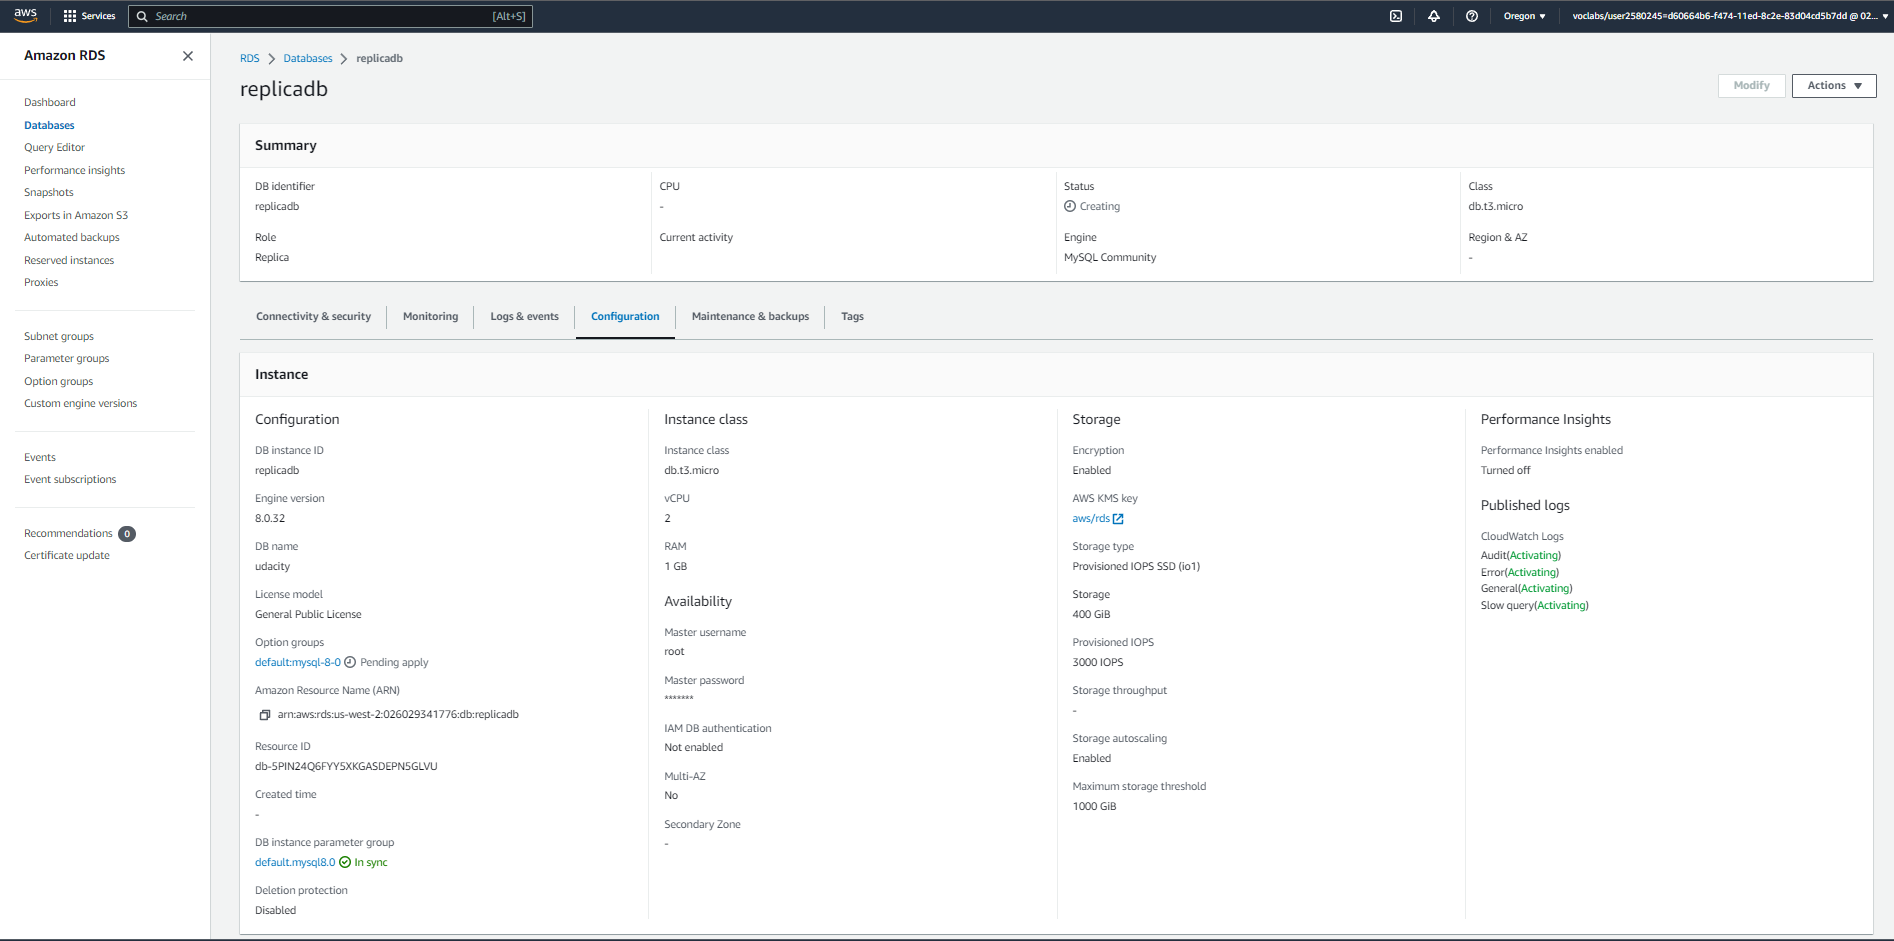 aws
Services
Search
[Alt+S]
Oregon
voclabs/user2580245=d60664b6-f474-11ed-8c2e-83d04cd5b7dd @ 02...
Amazon RDS
Dashboard
Databases
Query Editor
Performance insights
Snapshots
Exports in Amazon S3
Automated backups
Reserved instances
Proxies
Subnet groups
Parameter groups
Option groups
Custom engine versions
Events
Event subscriptions
Recommendations 0
Certificate update
RDS > Databases > replicadb
replicadb
Modify
Actions
Summary
DB identifier
replicadb
Role
Replica
CPU
-
Current activity
Status
Creating
Engine
MySQL Community
Class
db.t3.micro
Region & AZ
-
Connectivity & security
Monitoring
Logs & events
Configuration
Maintenance & backups
Tags
Instance
Configuration
DB instance ID
replicadb
Engine version
8.0.32
DB name
udacity
License model
General Public License
Option groups
default:mysql-8-0 Pending apply
Amazon Resource Name (ARN)
arn:aws:rds:us-west-2:026029341776:db:replicadb
Resource ID
db-5PIN24Q6FYY5XKGASDEPN5GLVU
Created time
-
DB instance parameter group
default.mysql8.0 In sync
Deletion protection
Disabled
Instance class
Instance class
db.t3.micro
vCPU
2
RAM
1 GB
Availability
Master username
root
Master password
*******
IAM DB authentication
Not enabled
Multi-AZ
No
Secondary Zone
-
Storage
Encryption
Enabled
AWS KMS key
aws/rds
Storage type
Provisioned IOPS SSD (io1)
Storage
400 GiB
Provisioned IOPS
3000 IOPS
Storage throughput
-
Storage autoscaling
Enabled
Maximum storage threshold
1000 GiB
Performance Insights
Performance Insights enabled
Turned off
Published logs
CloudWatch Logs
Audit(Activating)
Error(Activating)
General(Activating)
Slow query(Activating)